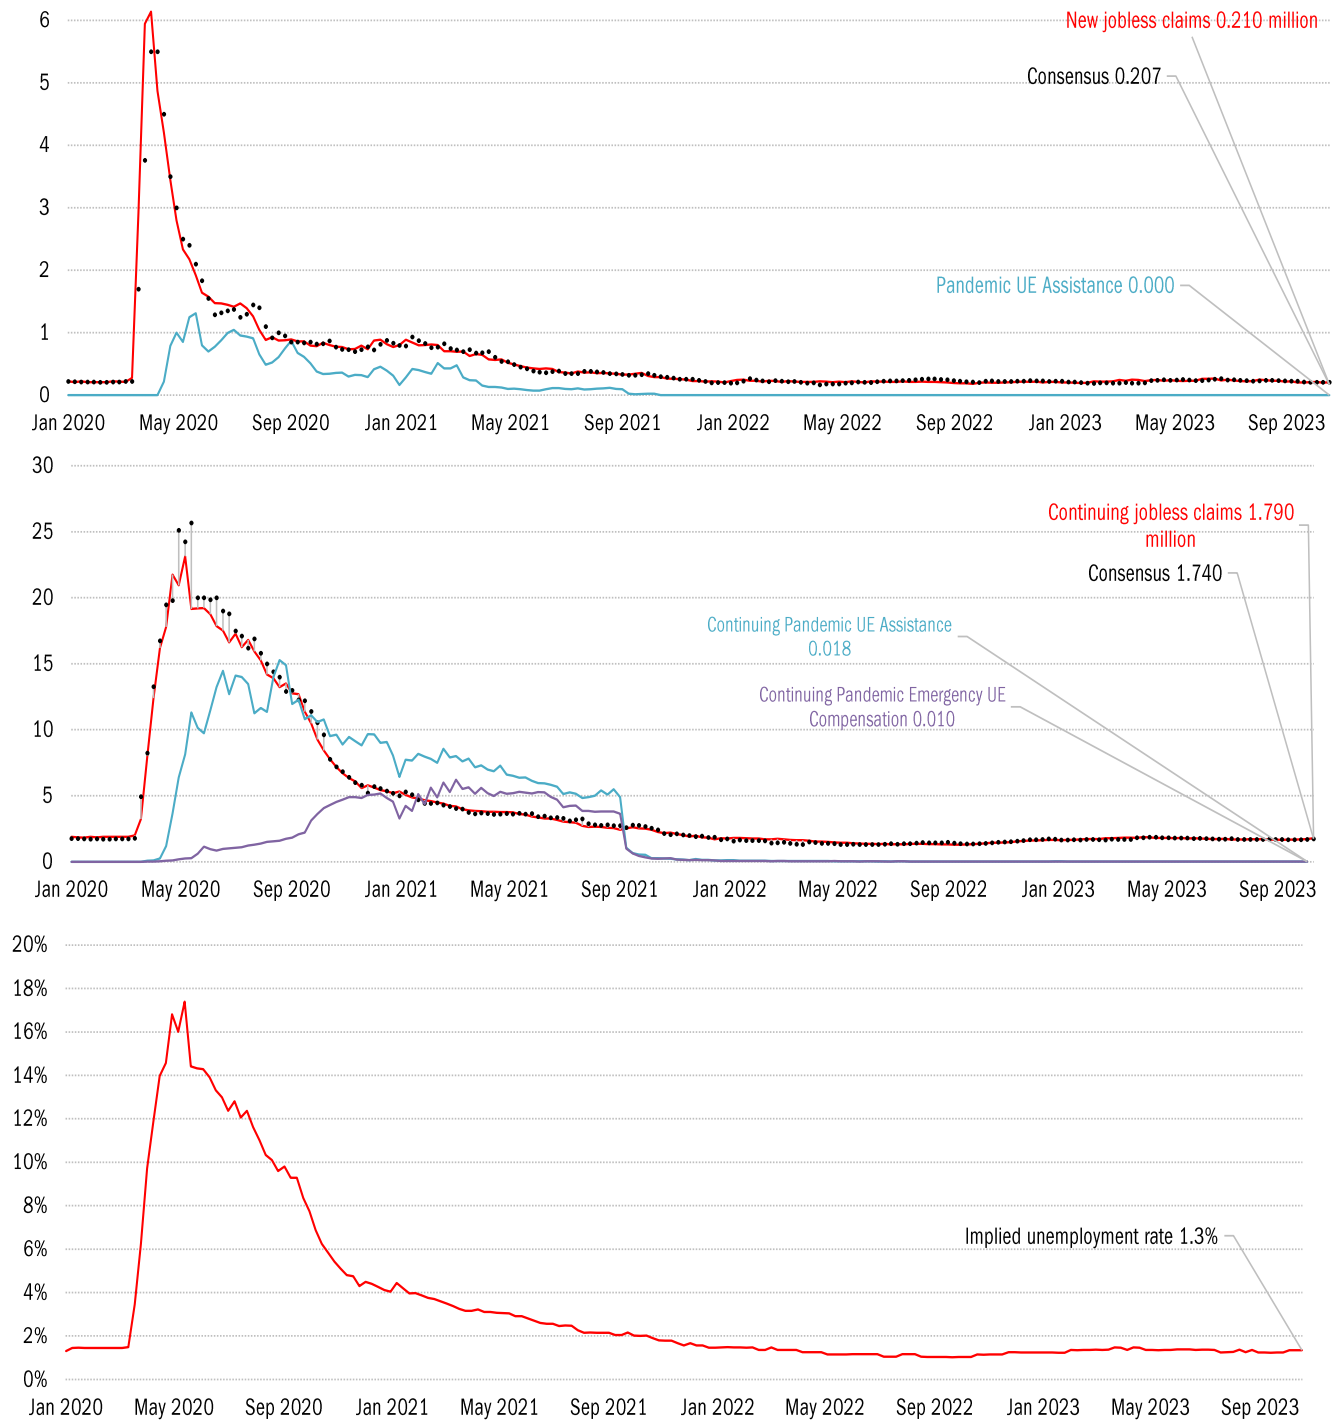 6
New jobless claims 0.210 million
5
Consensus 0.207
4
3
2
Pandemic UE Assistance 0.000
1
0
Jan 2020 May 2020 Sep 2020 Jan 2021 May 2021 Sep 2021 Jan 2022 May 2022 Sep 2022 Jan 2023 May 2023 Sep 2023
30
25
Continuing jobless claims 1.790
million
Consensus 1.740
20
Continuing Pandemic UE Assistance
0.018
15
Continuing Pandemic Emergency UE
Compensation 0.010
10
5
0
Jan 2020 May 2020 Sep 2020 Jan 2021 May 2021 Sep 2021 Jan 2022 May 2022 Sep 2022 Jan 2023 May 2023 Sep 2023
20%
18%
16%
14%
12%
10%
8%
Implied unemployment rate 1.3%
6%
4%
2%
0%
Jan 2020 May 2020 Sep 2020 Jan 2021 May 2021 Sep 2021 Jan 2022 May 2022 Sep 2022 Jan 2023 May 2023 Sep 2023